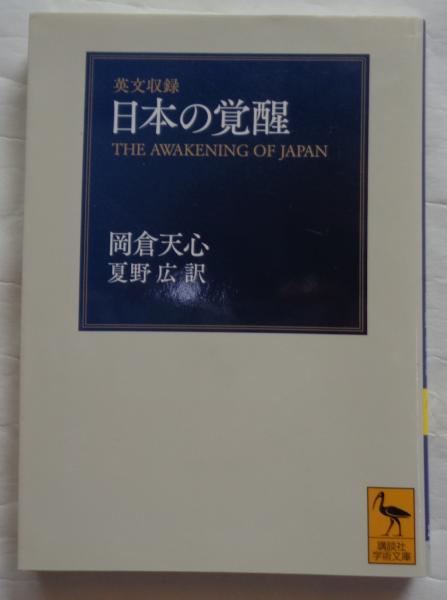 英文収録
日本の覚醒
THE AWAKENING OF JAPAN
岡倉天心
夏野 広 訳
講談社
学術文庫